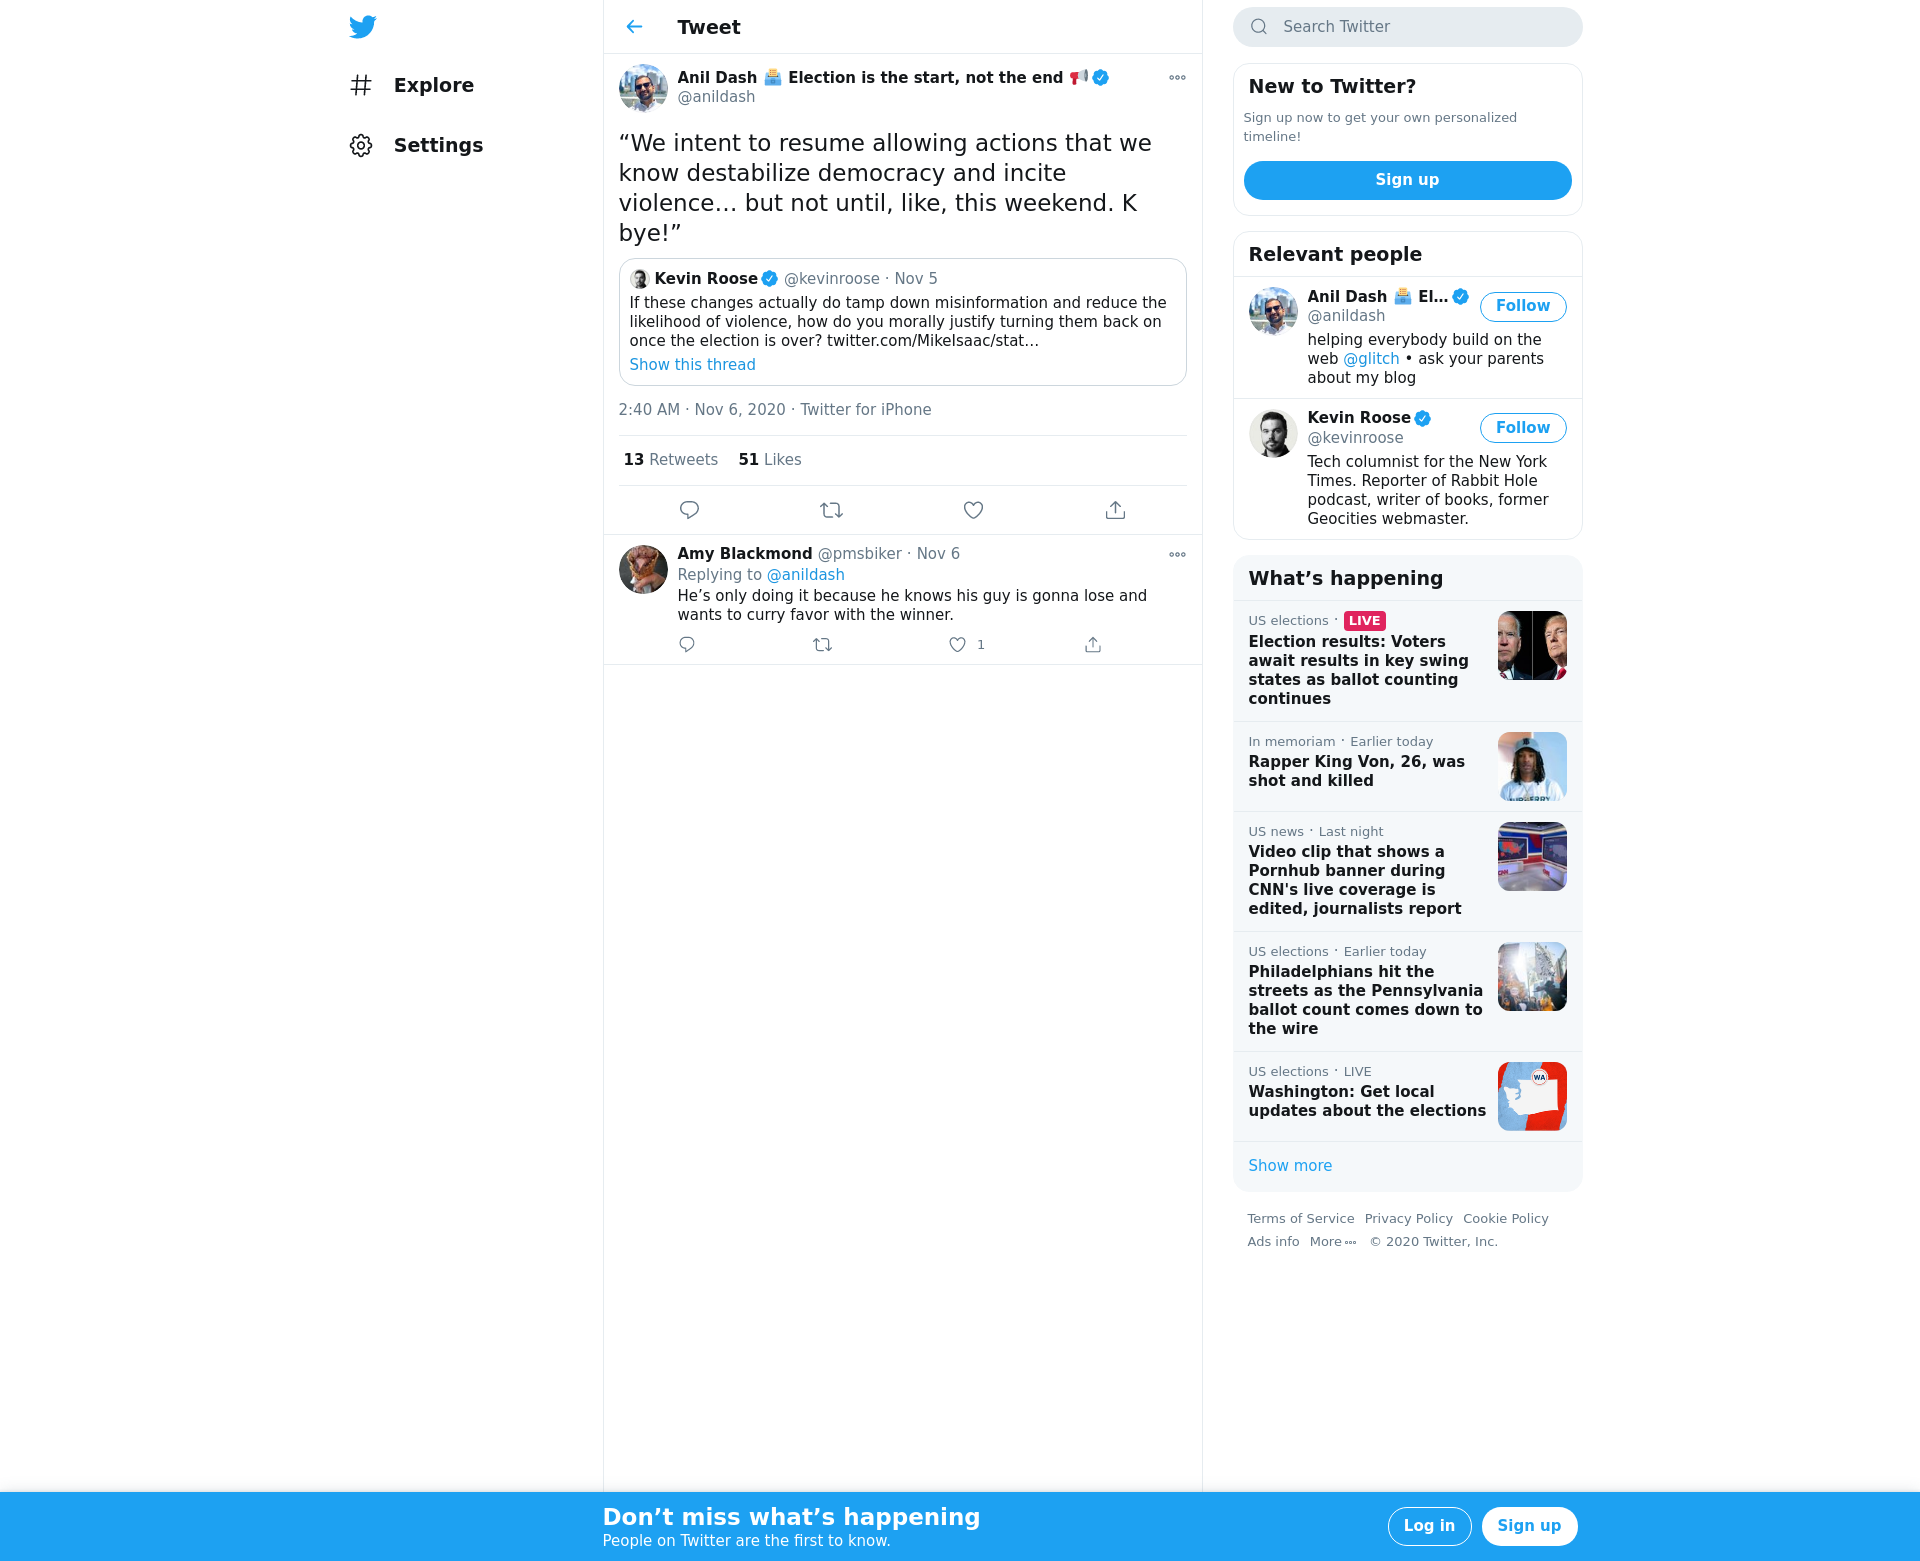 Explore
Settings
Tweet
Anil Dash 🗳️ Election is the start, not the end 📢
@anildash
“We intent to resume allowing actions that we
know destabilize democracy and incite
violence… but not until, like, this weekend. K
bye!”
Kevin Roose @kevinroose · Nov 5
If these changes actually do tamp down misinformation and reduce the
likelihood of violence, how do you morally justify turning them back on
once the election is over? twitter.com/MikeIsaac/stat…
Show this thread
2:40 AM · Nov 6, 2020 · Twitter for iPhone
13 Retweets 51 Likes
Amy Blackmond @pmsbiker · Nov 6
Replying to @anildash
He’s only doing it because he knows his guy is gonna lose and
wants to curry favor with the winner.
1
Search Twitter
New to Twitter?
Sign up now to get your own personalized
timeline!
Sign up
Relevant people
Anil Dash 🗳️ El…
Follow
@anildash
helping everybody build on the
web @glitch • ask your parents
about my blog
Kevin Roose
Follow
@kevinroose
Tech columnist for the New York
Times. Reporter of Rabbit Hole
podcast, writer of books, former
Geocities webmaster.
What’s happening
US elections · LIVE
Election results: Voters
await results in key swing
states as ballot counting
continues
In memoriam · Earlier today
Rapper King Von, 26, was
shot and killed
US news · Last night
Video clip that shows a
Pornhub banner during
CNN's live coverage is
edited, journalists report
US elections · Earlier today
Philadelphians hit the
streets as the Pennsylvania
ballot count comes down to
the wire
US elections · LIVE
Washington: Get local
updates about the elections
WA
Show more
Terms of Service Privacy Policy Cookie Policy
Ads info More © 2020 Twitter, Inc.
Don’t miss what’s happening
People on Twitter are the first to know.
Log in
Sign up